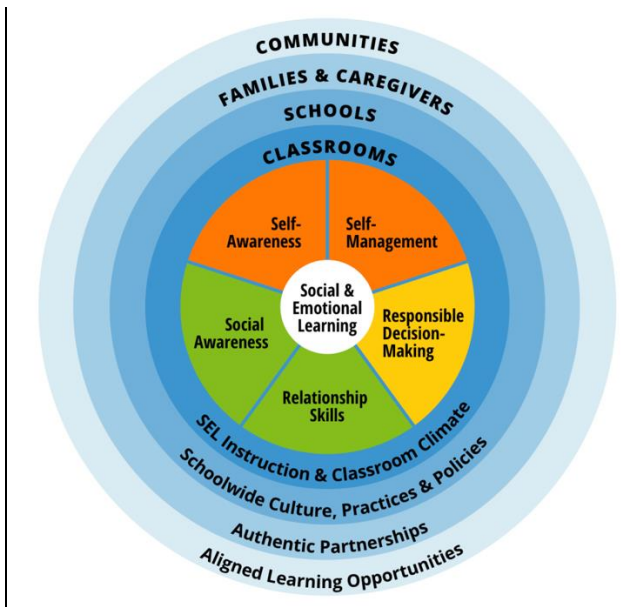 COMMUNITIES
FAMILIES & CAREGIVERS
SCHOOLS
CLASSROOMS
Self-
Awareness
Self-
Management
Social &
Emotional
Learning
Social
Awareness
Responsible
Decision-
Making
Relationship
Skills
SEL Instruction & Classroom Climate
Schoolwide Culture, Practices & Policies
Authentic Partnerships
Aligned Learning Opportunities